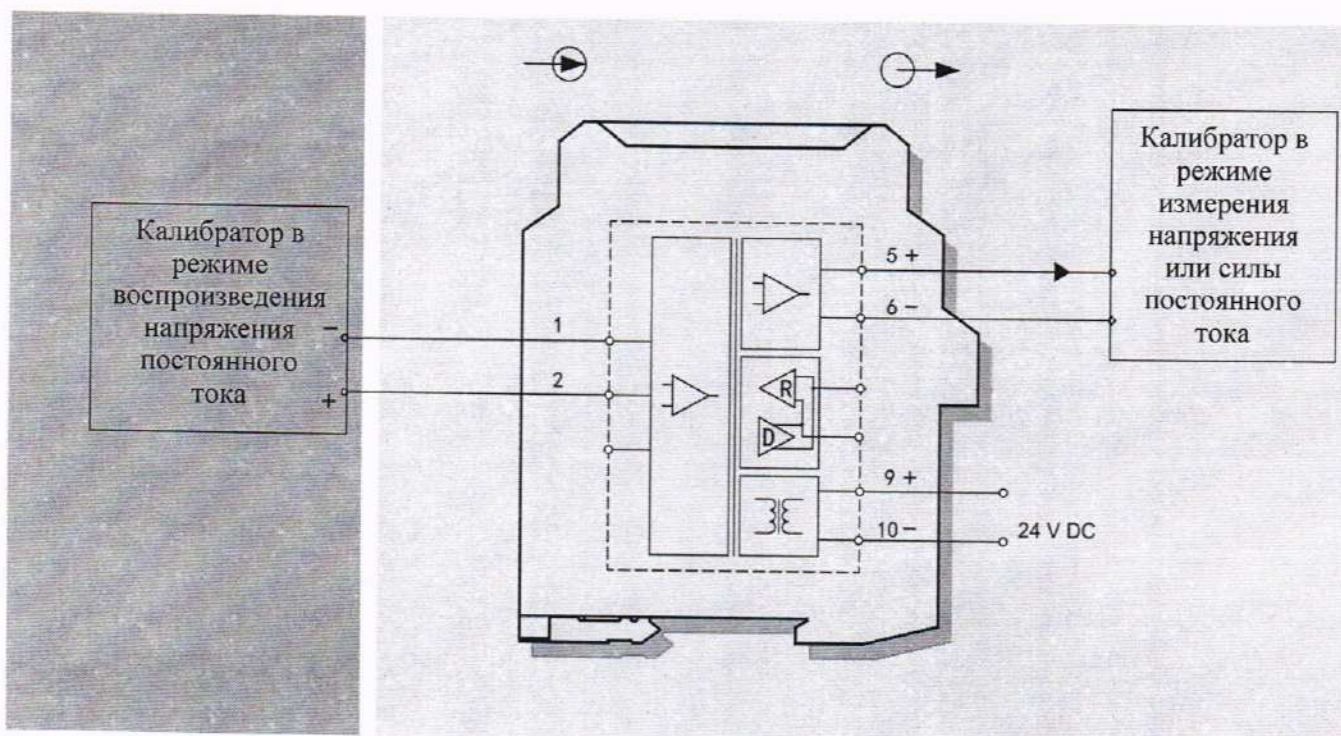 Калибратор в
режиме
воспроизведения
напряжения
постоянного
тока
−
+
1
2
R
D
5 +
6 −
9 +
10 −
24 V DC
Калибратор в
режиме
измерения
напряжения
или силы
постоянного
тока